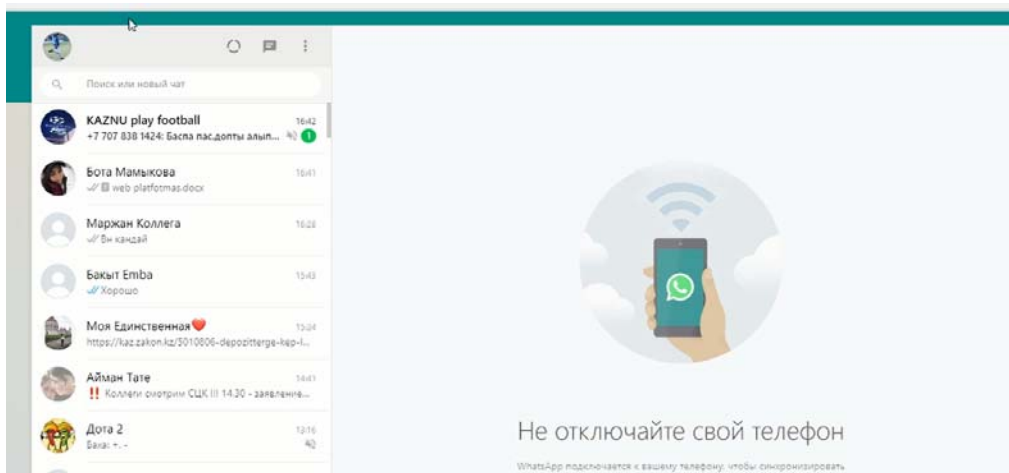 Поиск или новый чат
KAZNU play football 16:42
+7 707 838 1424: Баспа пас,допты алып... 1
Бота Мамыкова 16:41
web platfotmas.docx
Маржан Коллега 16:28
Вн кандай
Бакыт Emba 15:43
Хорошо
Моя Единственная❤️ 15:24
https://kaz.zakon.kz/5010806-depozitterge-kep-l...
Айман Тате 14:41
‼️ Коллеги смотрим СЦК III 14.30 - заявление...
Дота 2 13:16
Бака: +. -
Не отключайте свой телефон
WhatsApp подключается к вашему телефону, чтобы синхронизировать